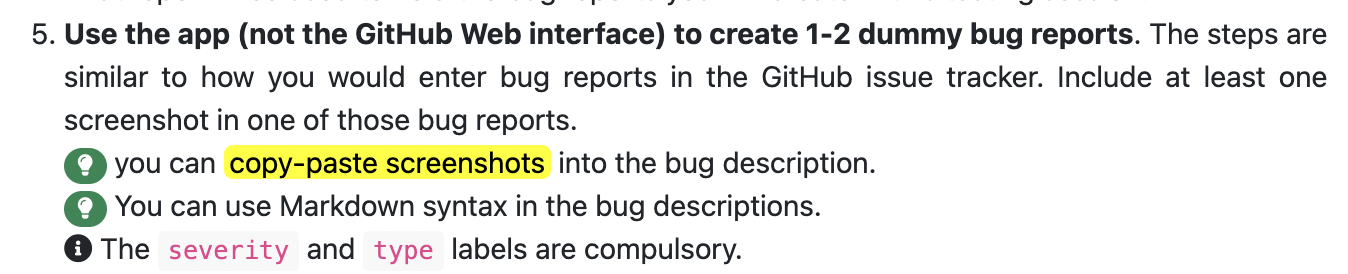 5. Use the app (not the GitHub Web interface) to create 1-2 dummy bug reports. The steps are
similar to how you would enter bug reports in the GitHub issue tracker. Include at least one
screenshot in one of those bug reports.
you can copy-paste screenshots into the bug description.
You can use Markdown syntax in the bug descriptions.
The severity and type labels are compulsory.